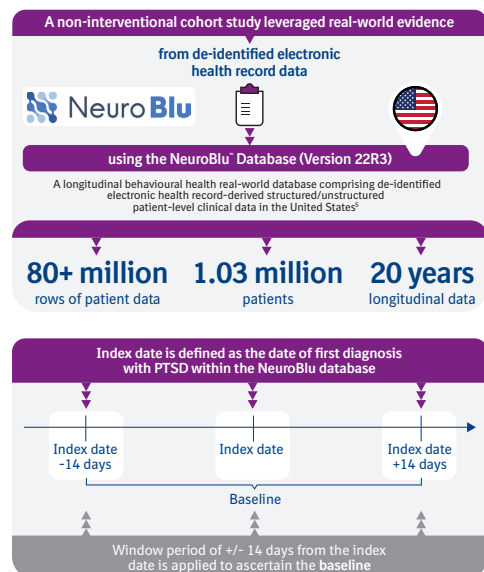 A non-interventional cohort study leveraged real-world evidence
from de-identified electronic
health record data
NeuroBlu
using the NeuroBlu™ Database (Version 22R3)
A longitudinal behavioural health real-world database comprising de-identified
electronic health record-derived structured/unstructured
patient-level clinical data in the United States⁵
80+ million
rows of patient data
1.03 million
patients
20 years
longitudinal data
Index date is defined as the date of first diagnosis
with PTSD within the NeuroBlu database
Index date
-14 days
Index date
Index date
+14 days
Baseline
Window period of +/- 14 days from the index
date is applied to ascertain the baseline